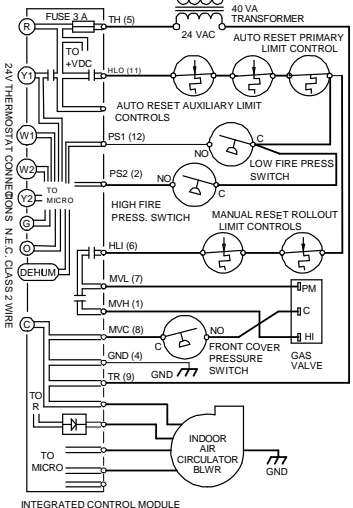 40 VA
TRANSFORMER
FUSE 3 A
TH (5)
24 VAC
R
AUTO RESET PRIMARY
LIMIT CONTROL
TO
+VDC
HLO (11)
Y1
AUTO RESET AUXILIARY LIMIT
CONTROLS
W1
PS1 (12)
C
NO
LOW FIRE PRESS
SWITCH
W2
PS2 (2)
NO
C
TO
MICRO
Y2
HIGH FIRE
PRESS. SWTICH
MANUAL RESET ROLLOUT
LIMIT CONTROLS
G
O
HLI (6)
DEHUM
MVL (7)
PM
MVH (1)
C
C
MVC (8)
NO
HI
C
FRONT COVER
PRESSURE
SWITCH
GAS
VALVE
GND (4)
GND
TR (9)
TO
R
TO
MICRO
INDOOR
AIR
CIRCULATOR
BLWR
GND
24V THERMOSTAT CONNECTIONS N.E.C. CLASS 2 WIRE
INTEGRATED CONTROL MODULE